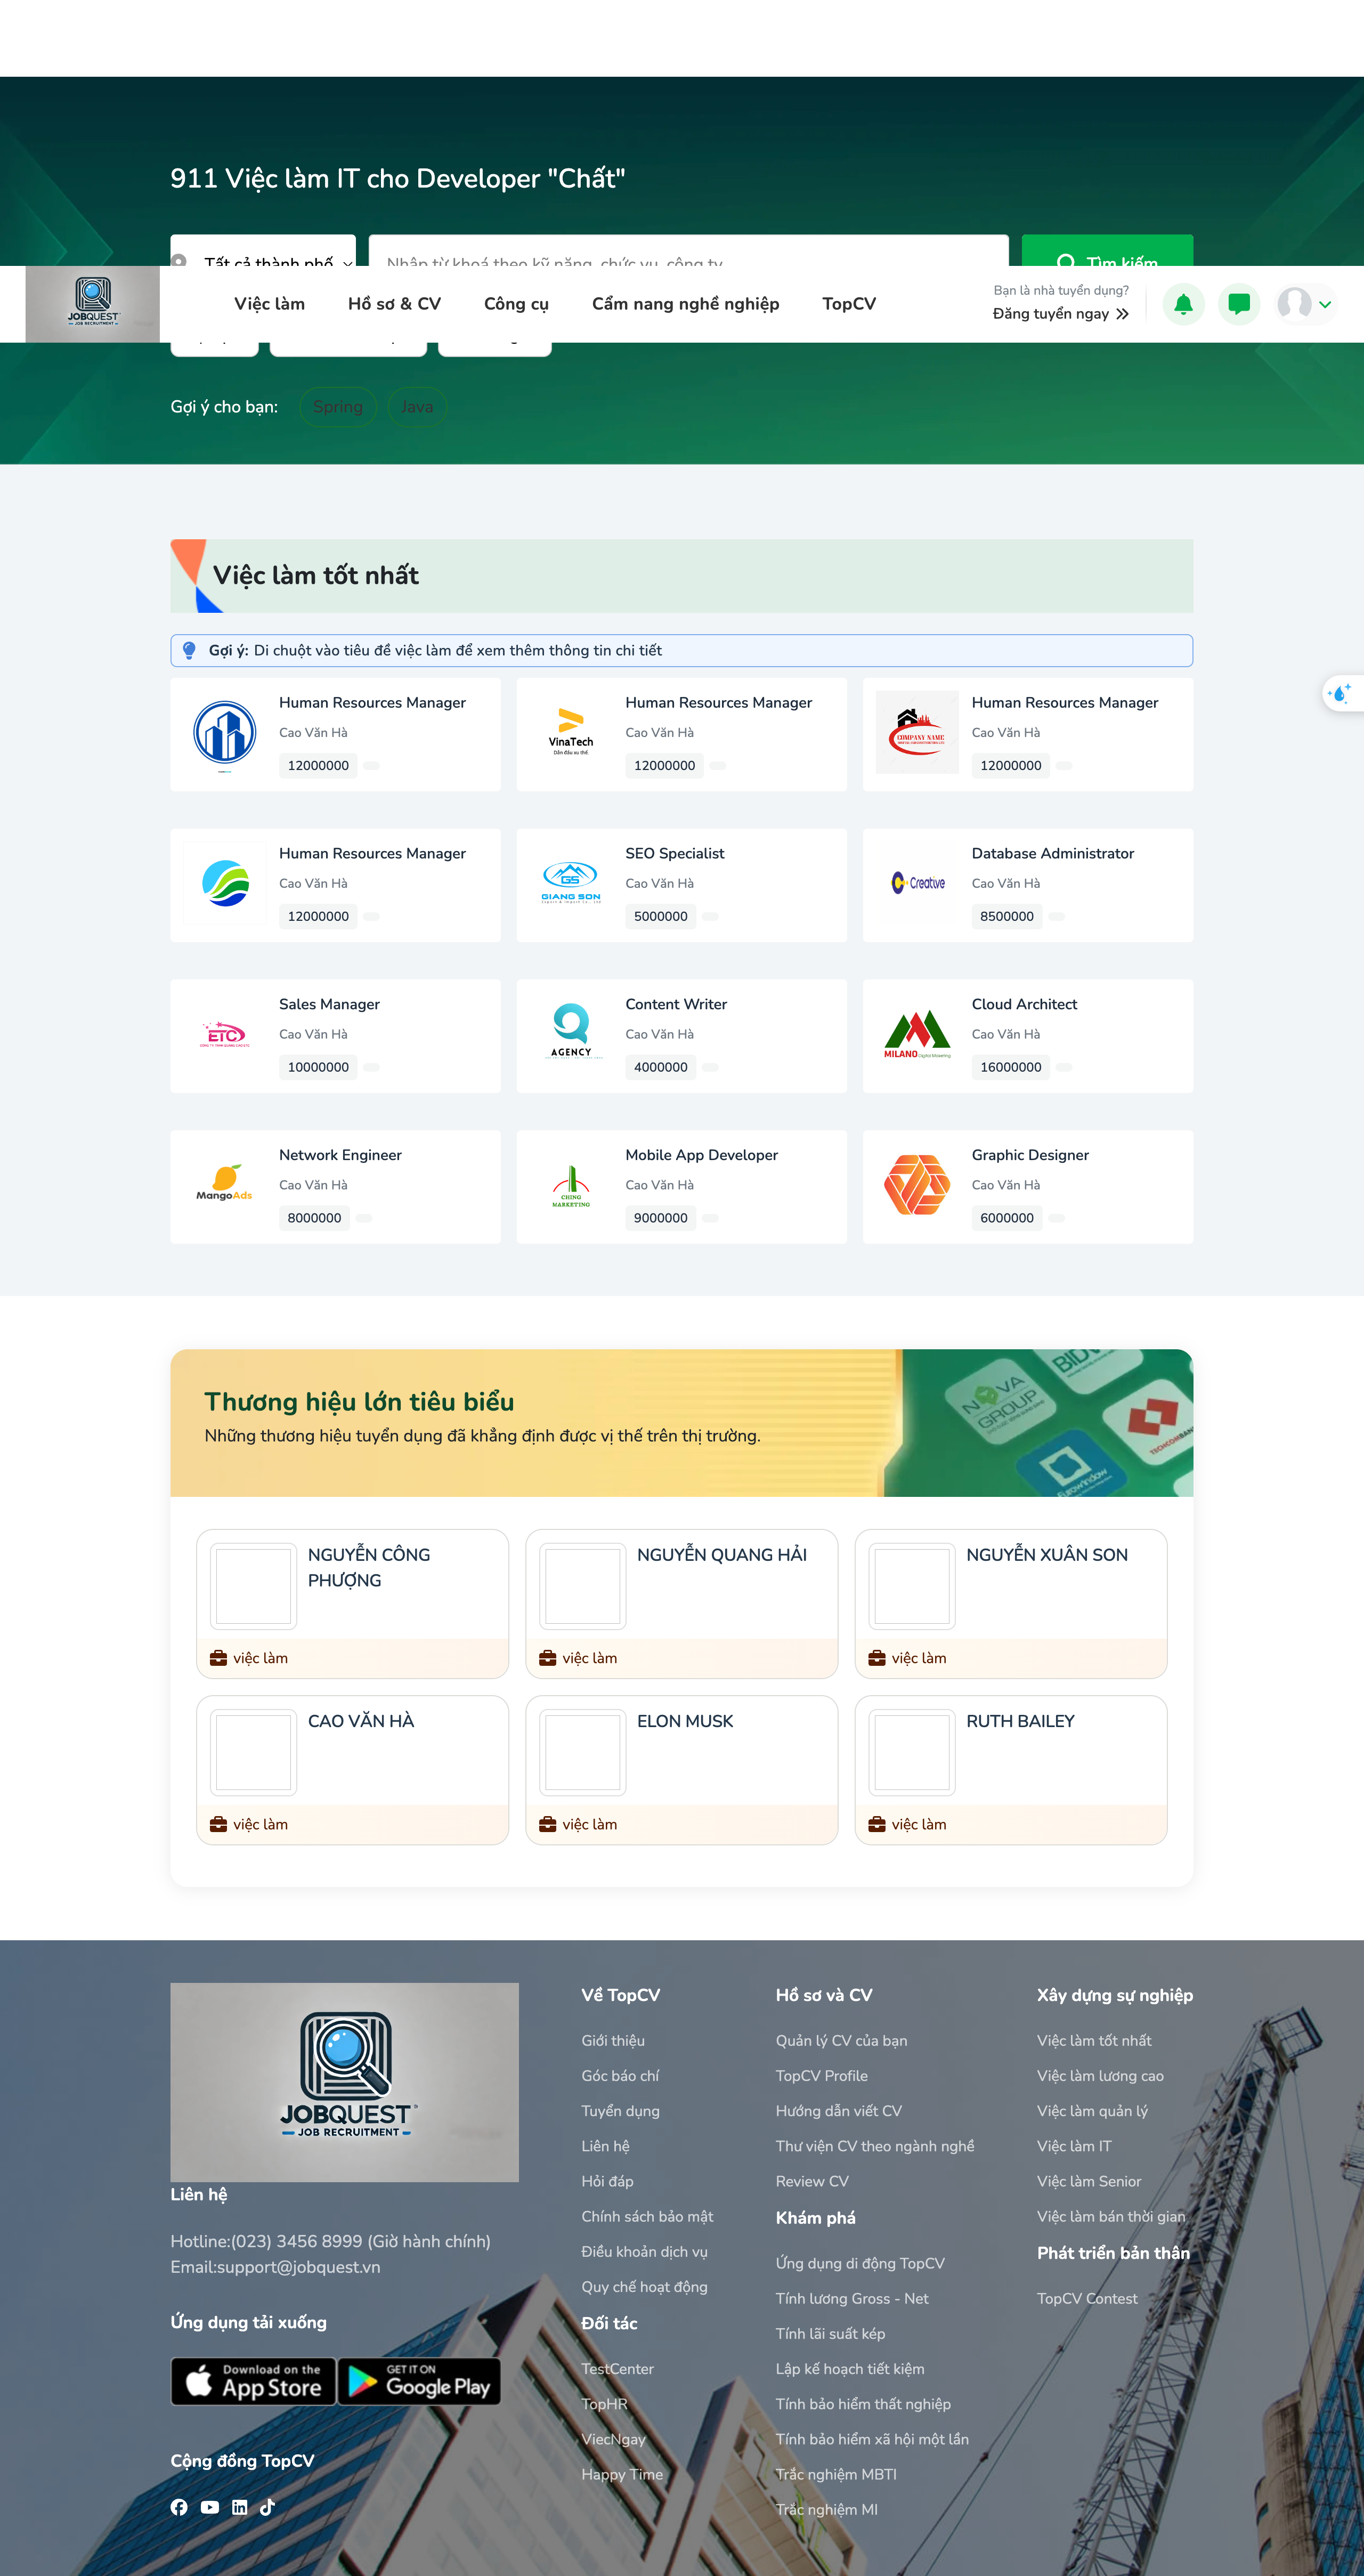 911 Việc làm IT cho Developer "Chất"
Tất cả thành phố
Nhập từ khoá theo kỹ năng, chức vụ, công ty
Tìm kiếm
JOBQUEST
JOB RECRUITMENT
Việc làm
Hồ sơ & CV
Công cụ
Cẩm nang nghề nghiệp
TopCV
Bạn là nhà tuyển dụng?
Đăng tuyển ngay
Gợi ý cho bạn:
Spring
Java
Việc làm tốt nhất
Gợi ý: Di chuột vào tiêu đề việc làm để xem thêm thông tin chi tiết
Human Resources Manager
Cao Văn Hà
12000000
VinaTech
Dẫn đầu xu thế
Human Resources Manager
Cao Văn Hà
12000000
COMPANY NAME
Human Resources Manager
Cao Văn Hà
12000000
Human Resources Manager
Cao Văn Hà
12000000
GS
GIANG SON
SEO Specialist
Cao Văn Hà
5000000
Creative
Database Administrator
Cao Văn Hà
8500000
ETC
Sales Manager
Cao Văn Hà
10000000
AGENCY
Content Writer
Cao Văn Hà
4000000
MILANO
Cloud Architect
Cao Văn Hà
16000000
MangoAds
Network Engineer
Cao Văn Hà
8000000
CHING
MARKETING
Mobile App Developer
Cao Văn Hà
9000000
Graphic Designer
Cao Văn Hà
6000000
Thương hiệu lớn tiêu biểu
Những thương hiệu tuyển dụng đã khẳng định được vị thế trên thị trường.
NOVA
GROUP
BIDV
TECHCOMBANK
Eurowindow
NGUYỄN CÔNG
PHƯỢNG
việc làm
NGUYỄN QUANG HẢI
việc làm
NGUYỄN XUÂN SON
việc làm
CAO VĂN HÀ
việc làm
ELON MUSK
việc làm
RUTH BAILEY
việc làm
JOBQUEST
JOB RECRUITMENT
Liên hệ
Hotline:(023) 3456 8999 (Giờ hành chính)
Email:support@jobquest.vn
Ứng dụng tải xuống
Download on the
App Store
GET IT ON
Google Play
Cộng đồng TopCV
Về TopCV
Giới thiệu
Góc báo chí
Tuyển dụng
Liên hệ
Hỏi đáp
Chính sách bảo mật
Điều khoản dịch vụ
Quy chế hoạt động
Đối tác
TestCenter
TopHR
ViecNgay
Happy Time
Hồ sơ và CV
Quản lý CV của bạn
TopCV Profile
Hướng dẫn viết CV
Thư viện CV theo ngành nghề
Review CV
Khám phá
Ứng dụng di động TopCV
Tính lương Gross - Net
Tính lãi suất kép
Lập kế hoạch tiết kiệm
Tính bảo hiểm thất nghiệp
Tính bảo hiểm xã hội một lần
Trắc nghiệm MBTI
Trắc nghiệm MI
Xây dựng sự nghiệp
Việc làm tốt nhất
Việc làm lương cao
Việc làm quản lý
Việc làm IT
Việc làm Senior
Việc làm bán thời gian
Phát triển bản thân
TopCV Contest